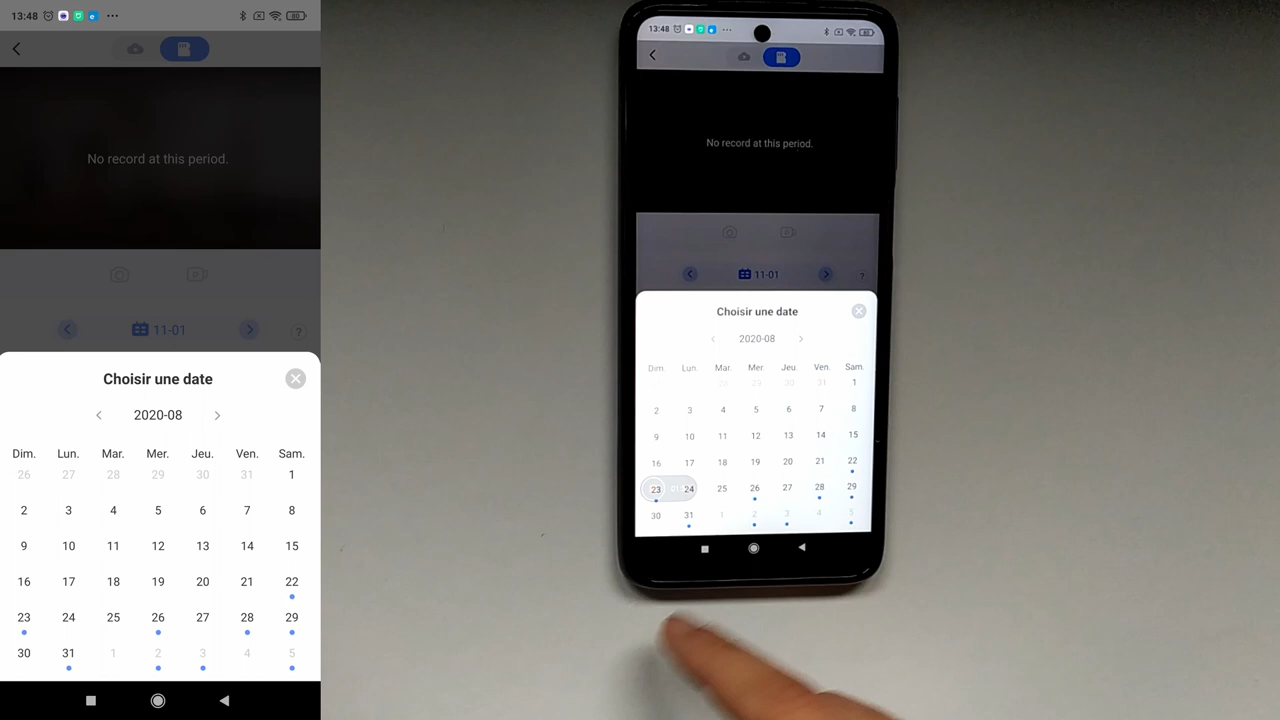 13:48
80
No record at this period.
11-01
?
Choisir une date
2020-08
Dim. Lun. Mar. Mer. Jeu. Ven. Sam.
26 27 28 29 30 31 1
2 3 4 5 6 7 8
9 10 11 12 13 14 15
16 17 18 19 20 21 22
23 24 25 26 27 28 29
30 31 1 2 3 4 5
13:48
80
No record at this period.
11-01
?
Choisir une date
2020-08
Dim. Lun. Mar. Mer. Jeu. Ven. Sam.
28 29 30 31 1
2 3 4 5 6 7 8
9 10 11 12 13 14 15
16 17 18 19 20 21 22
23 24 25 26 27 28 29
30 31 1 2 3 4 5